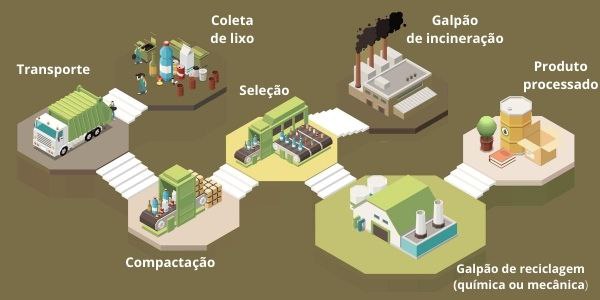 Coleta
de lixo
Galpão
de incineração
Transporte
Seleção
Produto
processado
Compactação
Galpão de reciclagem
(química ou mecânica)